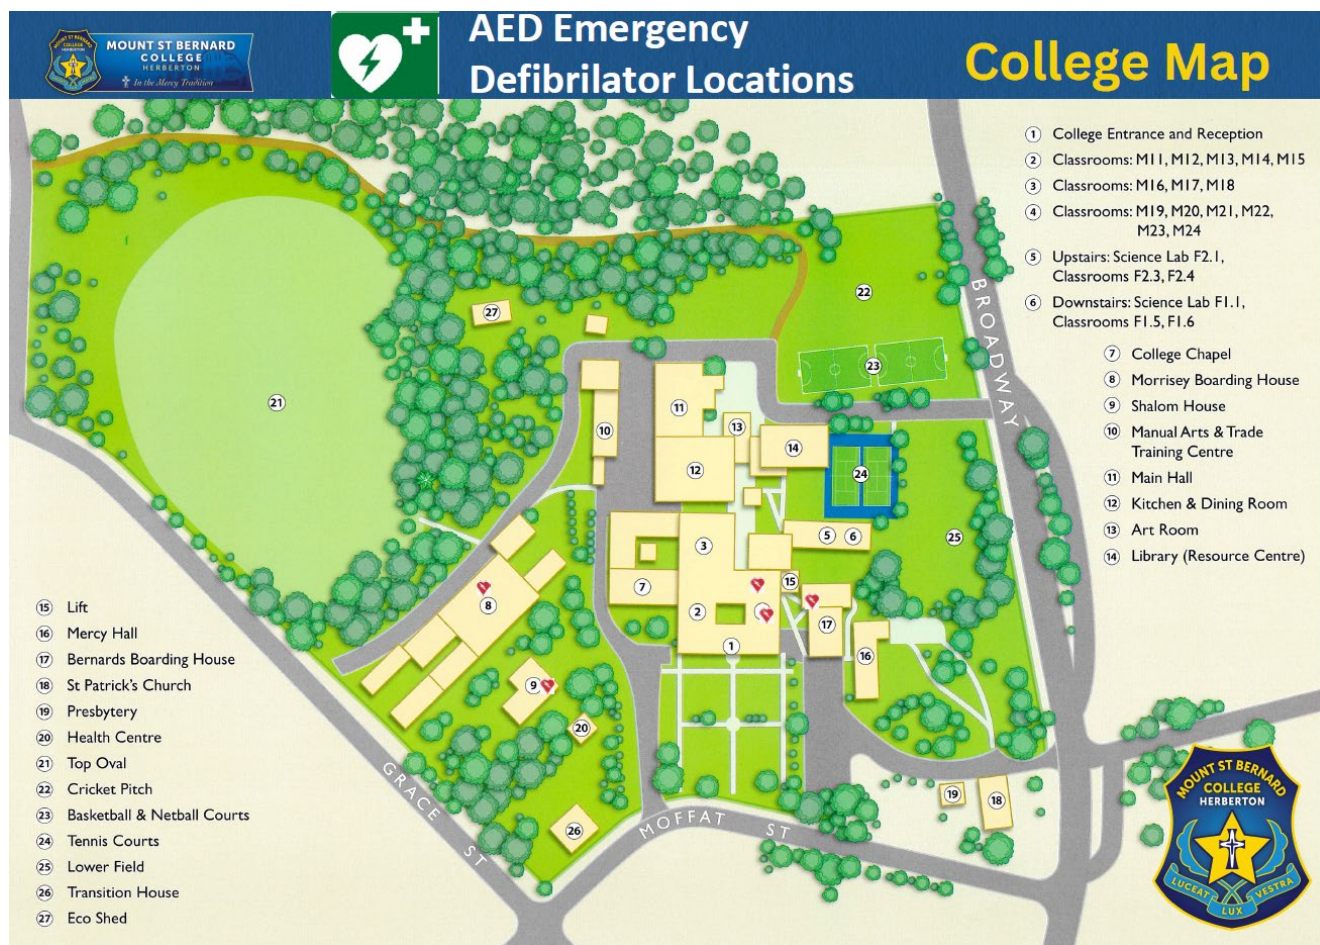 MOUNT ST BERNARD
COLLEGE
HERBERTON
MOUNT ST BERNARD
COLLEGE
HERBERTON
In the Mercy Tradition
AED Emergency
Defibrilator Locations
College Map
1 College Entrance and Reception
2 Classrooms: M11, M12, M13, M14, M15
3 Classrooms: M16, M17, M18
4 Classrooms: M19, M20, M21, M22,
M23, M24
5 Upstairs: Science Lab F2.1,
Classrooms F2.3, F2.4
6 Downstairs: Science Lab F1.1,
Classrooms F1.5, F1.6
7 College Chapel
8 Morrisey Boarding House
9 Shalom House
10 Manual Arts & Trade
Training Centre
11 Main Hall
12 Kitchen & Dining Room
13 Art Room
14 Library (Resource Centre)
15 Lift
16 Mercy Hall
17 Bernards Boarding House
18 St Patrick's Church
19 Presbytery
20 Health Centre
21 Top Oval
22 Cricket Pitch
23 Basketball & Netball Courts
24 Tennis Courts
25 Lower Field
26 Transition House
27 Eco Shed
22
27
23
21
11
13
10
14
12
24
5 6
25
3
15
7
8
2
17
1
16
9
20
19
18
26
BROADWAY
GRACE ST
MOFFAT ST
MOUNT ST BERNARD
COLLEGE
HERBERTON
LUCEAT LUX VESTRA